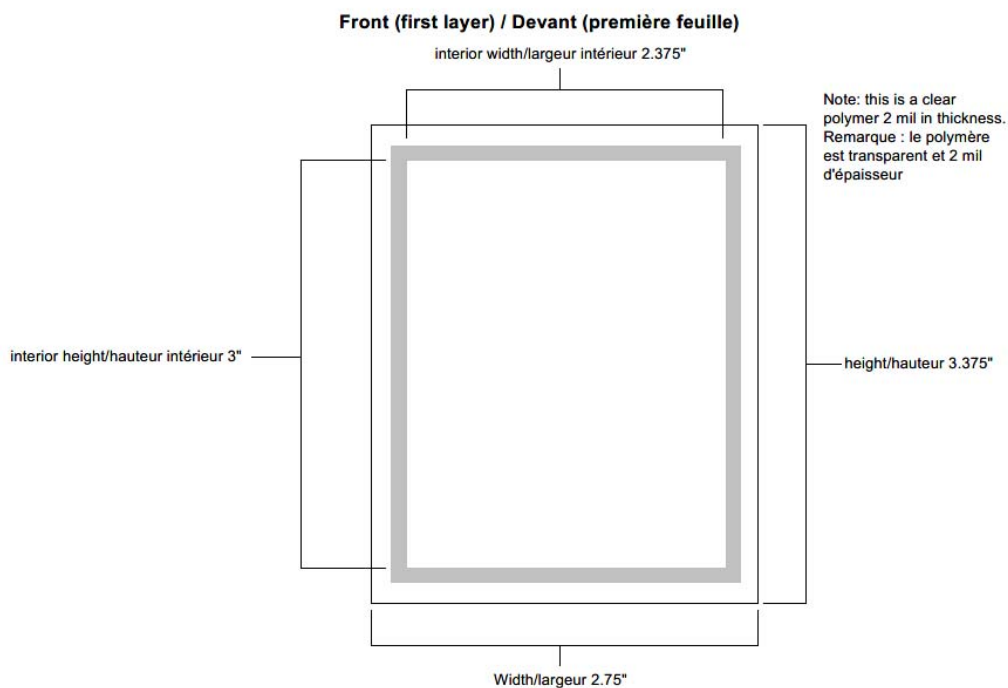 Front (first layer) / Devant (première feuille)
interior width/largeur intérieur 2.375"
Note: this is a clear
polymer 2 mil in thickness.
Remarque : le polymère
est transparent et 2 mil
d'épaisseur
interior height/hauteur intérieur 3"
height/hauteur 3.375"
Width/largeur 2.75"